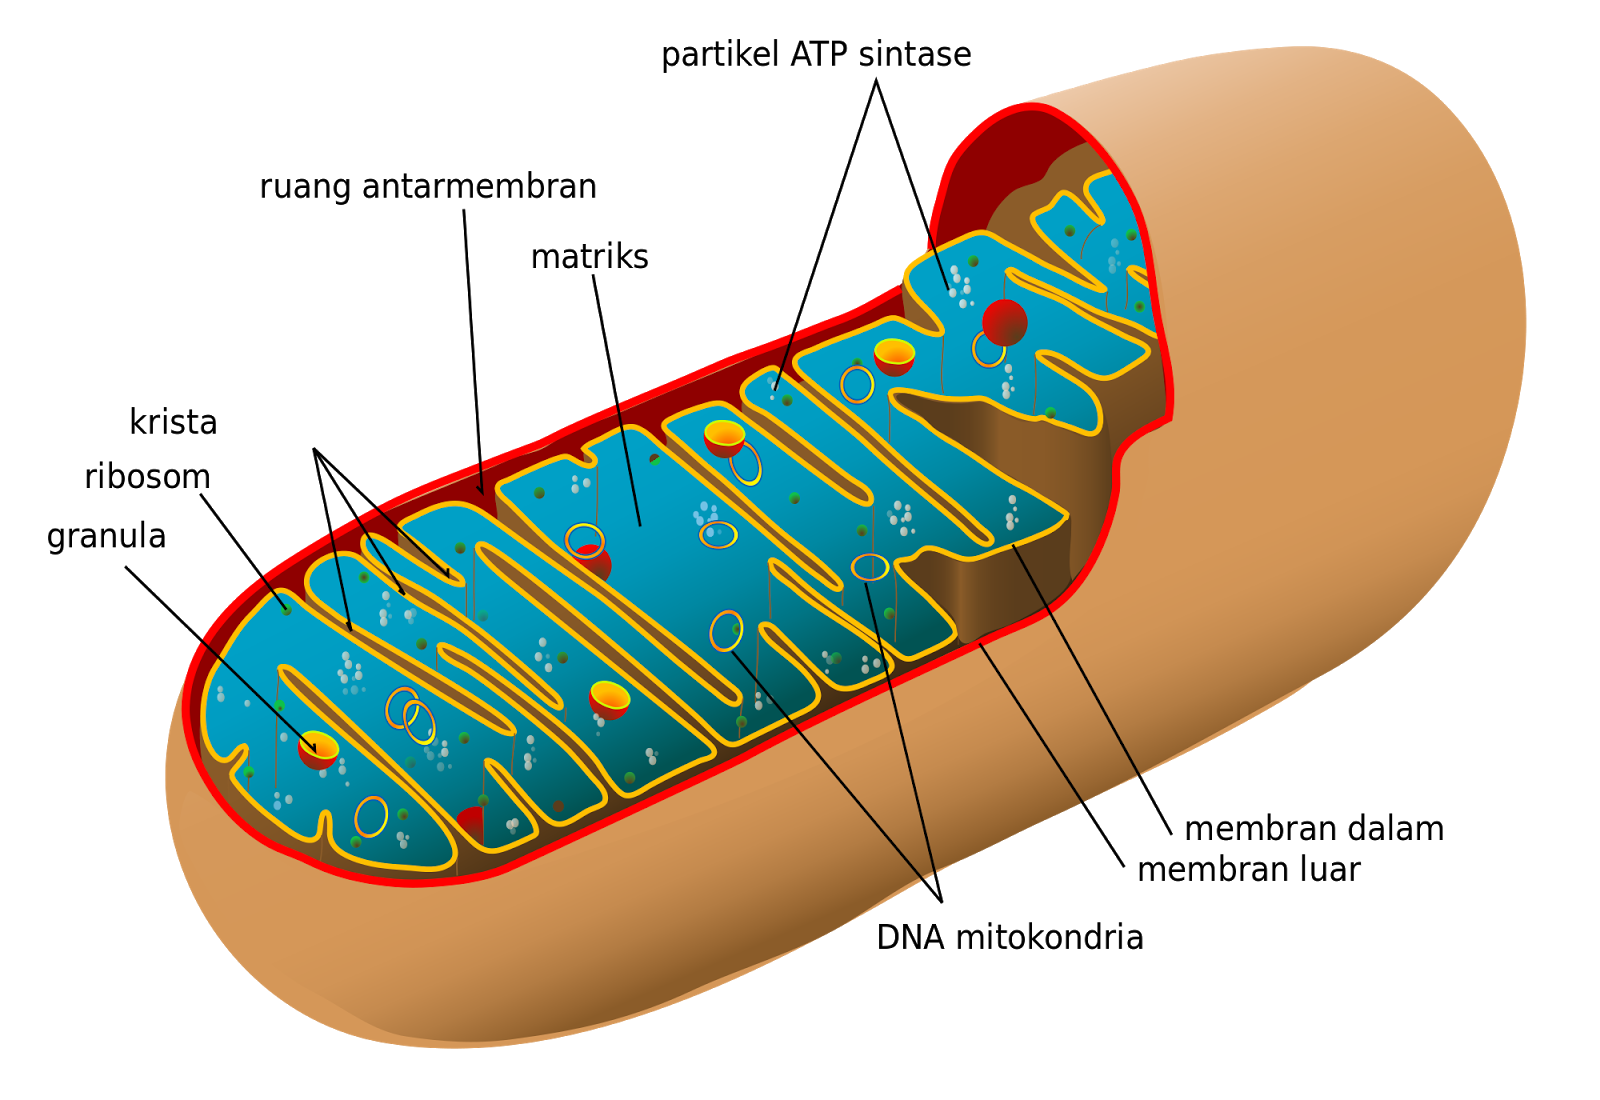 partikel ATP sintase
ruang antarmembran
matriks
krista
ribosom
granula
membran dalam
membran luar
DNA mitokondria